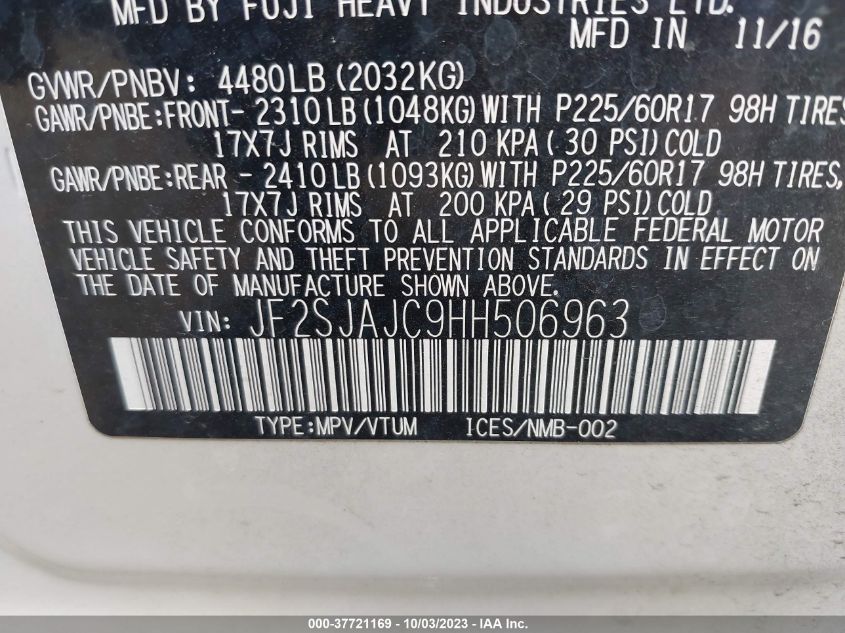 MFD BY FUJI HEAVY INDUSTRIES LTD.
MFD IN 11/16
GVWR/PNBV: 4480LB (2032KG)
GAWR/PNBE:FRONT- 2310LB (1048KG)WITH P225/60R17 98H TIRES
17X7J RIMS AT 210 KPA( 30 PSI)COLD
GAWR/PNBE:REAR - 2410LB (1093KG)WITH P225/60R17 98H TIRES,
17X7J RIMS AT 200 KPA( 29 PSI)COLD
THIS VEHICLE CONFORMS TO ALL APPLICABLE FEDERAL MOTOR
VEHICLE SAFETY AND THEFT PREVENTION STANDARDS IN EFFECT ON
THE DATE OF MANUFACTURE SHOWN ABOVE.
VIN: JF2SJAJC9HH506963
TYPE:MPV/VTUM ICES/NMB-002
000-37721169 - 10/03/2023 - IAA Inc.